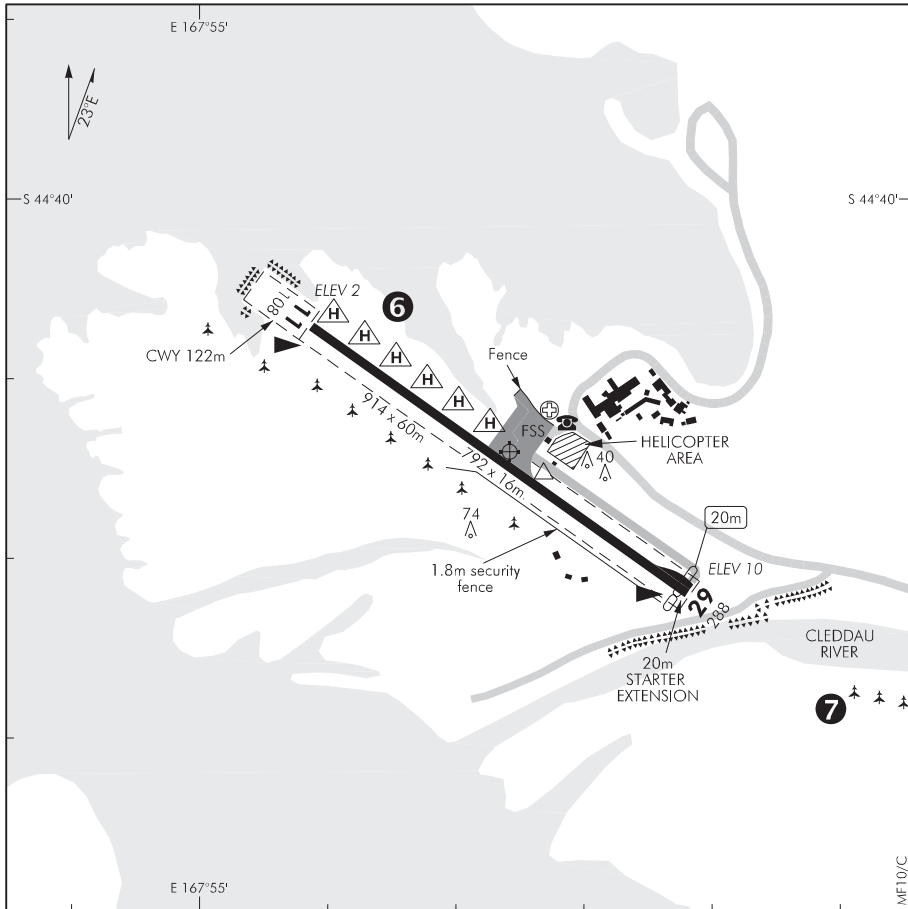 E 167°55'
23°E
S 44°40'
S 44°40'
ELEV 2
6
11
108
CWY 122m
H
H
H
H
H
H
Fence
FSS
914 x 60m
HELICOPTER
AREA
40
792 x 16m.
74
20m
1.8m security
fence
ELEV 10
29
288
20m
STARTER
EXTENSION
CLEDDAU
RIVER
7
E 167°55'
MF10/C